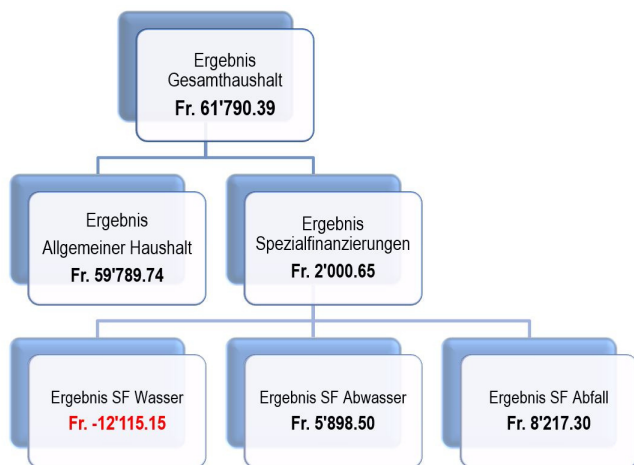 Ergebnis
Gesamthaushalt
Fr. 61'790.39
Ergebnis
Allgemeiner Haushalt
Fr. 59'789.74
Ergebnis
Spezialfinanzierungen
Fr. 2'000.65
Ergebnis SF Wasser
Fr. -12'115.15
Ergebnis SF Abwasser
Fr. 5'898.50
Ergebnis SF Abfall
Fr. 8'217.30